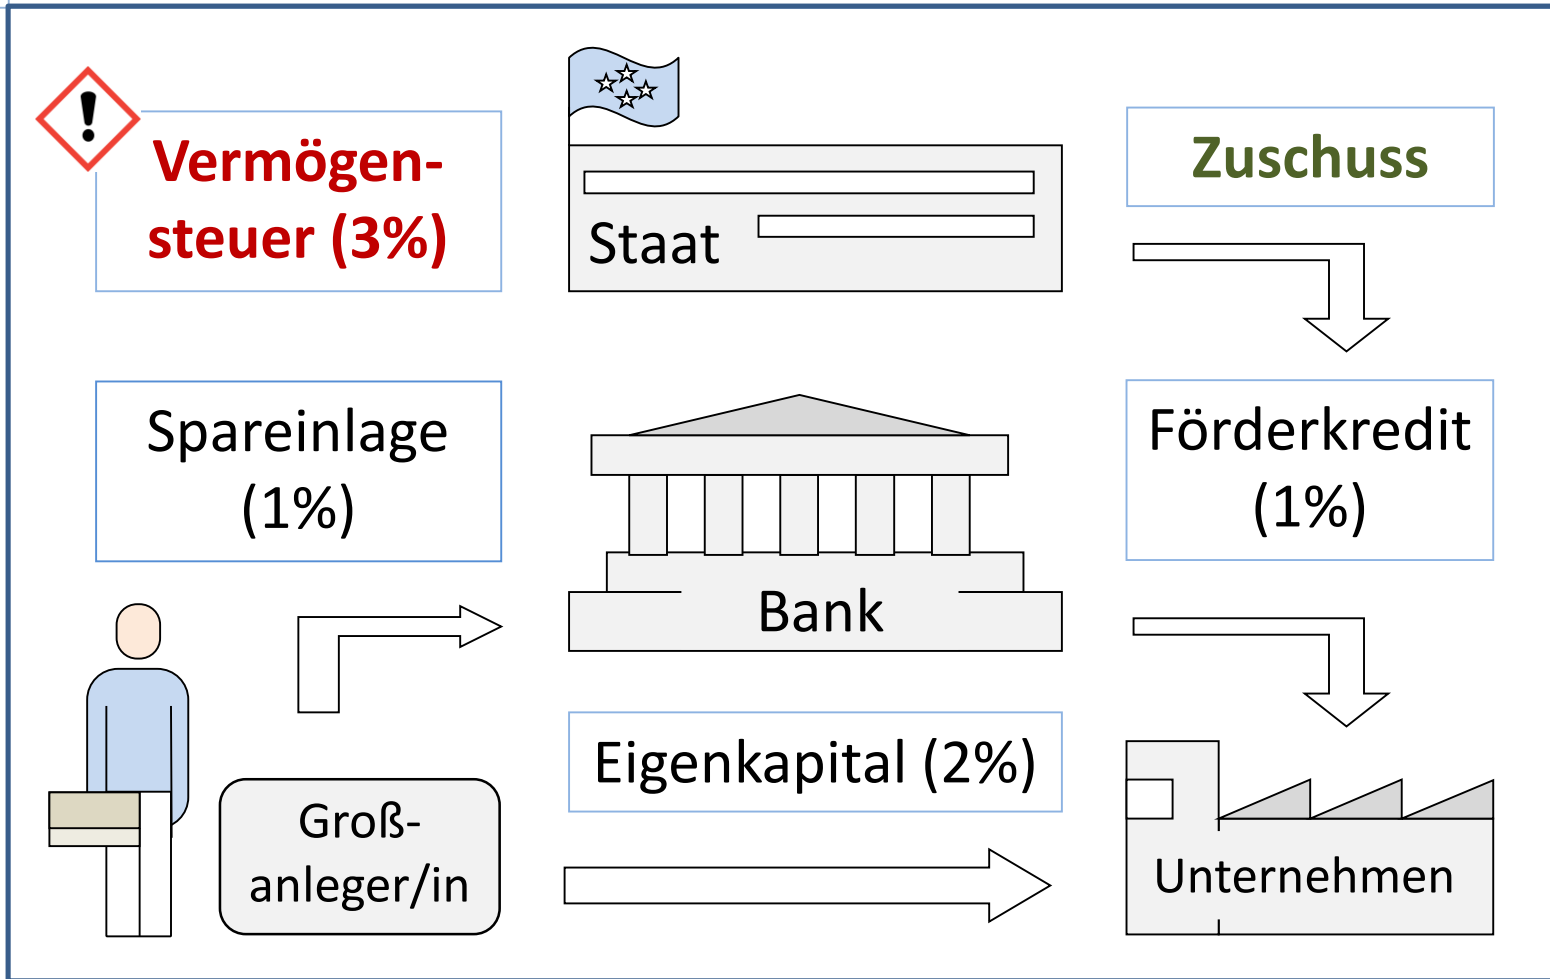 Vermögen-
steuer (3%)
Staat
Zuschuss
Spareinlage
(1%)
Bank
Förderkredit
(1%)
Eigenkapital (2%)
Groß-
anleger/in
Unternehmen